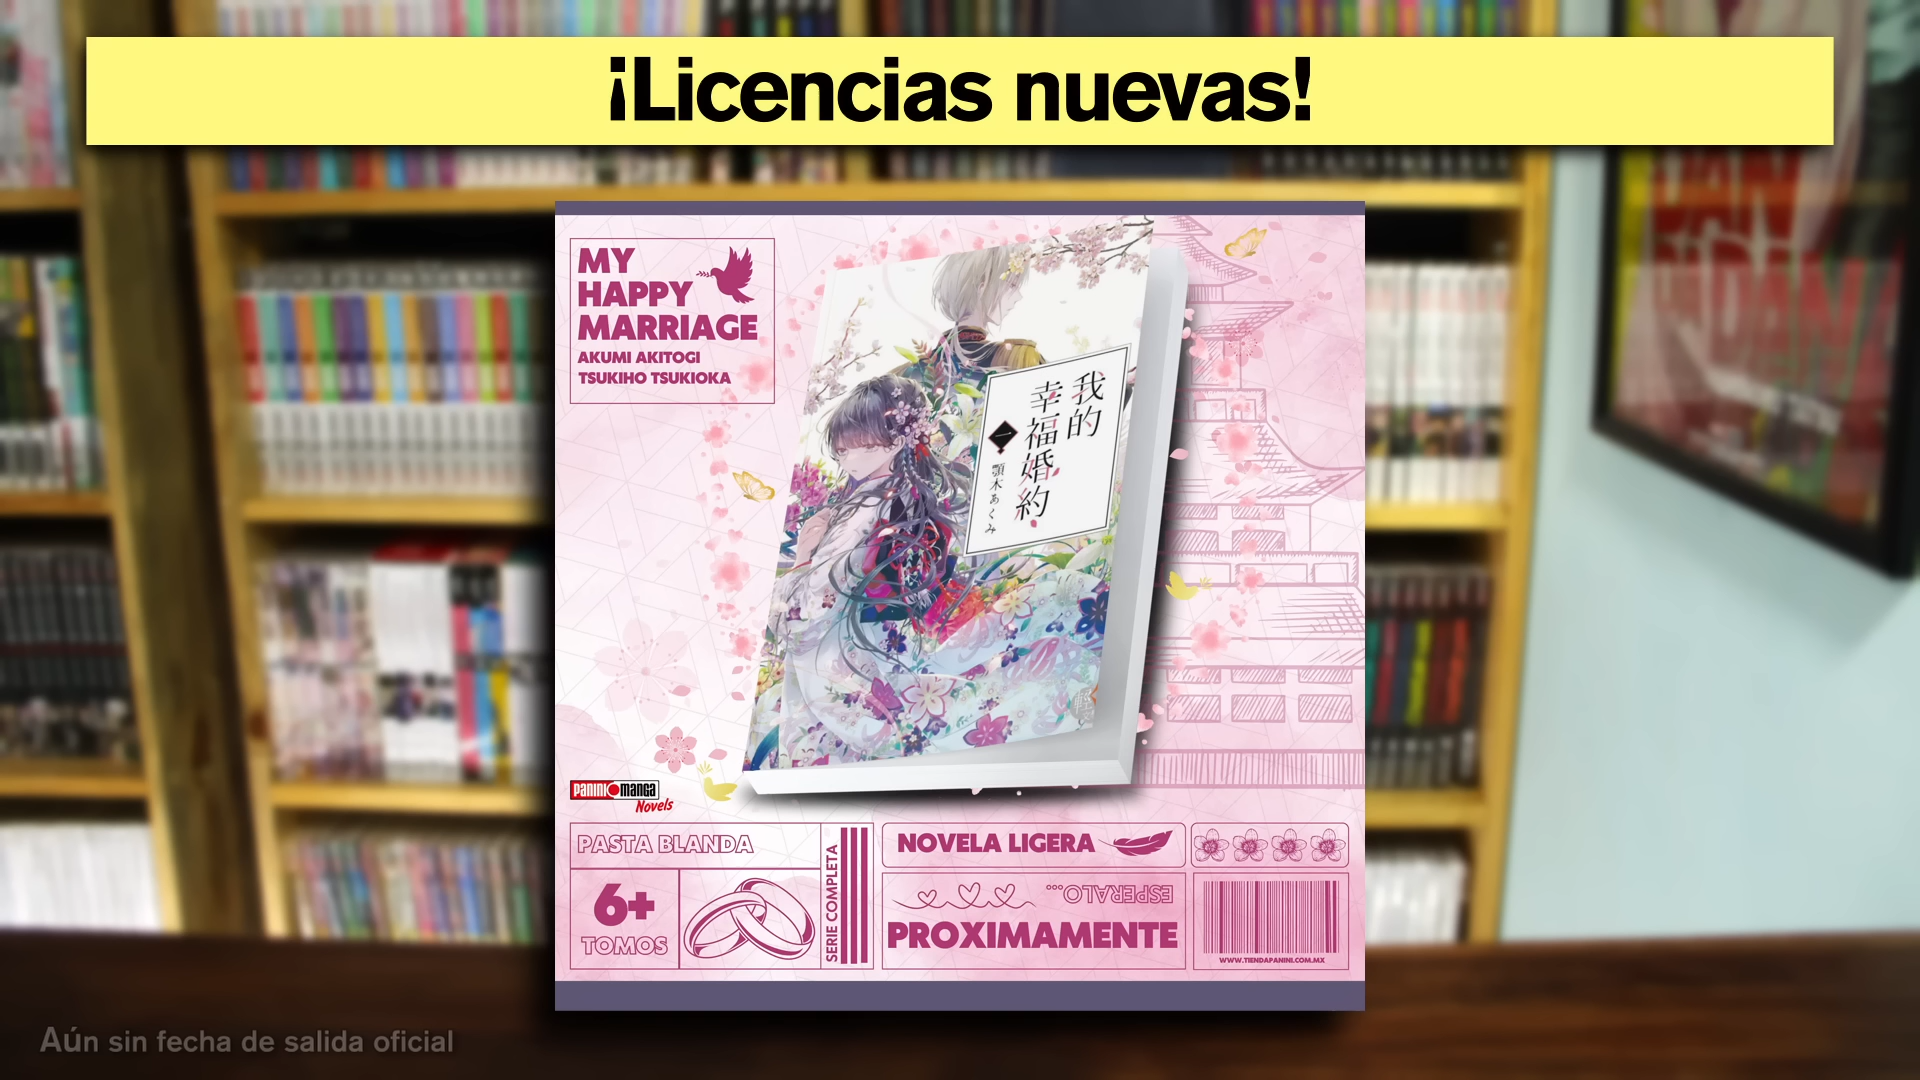 ¡Licencias nuevas!
MY
HAPPY
MARRIAGE
AKUMI AKITOGI
TSUKIHO TSUKIOKA
我的
幸福婚約
一
顎木あくみ
panini manga
Novels
PASTA BLANDA
6+
TOMOS
SERIE COMPLETA
NOVELA LIGERA
ESPERALO...
PROXIMAMENTE
WWW.TIENDAPANINI.COM.MX
Aún sin fecha de salida oficial